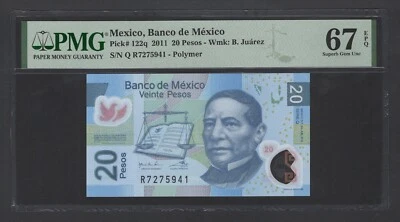 PMG
PAPER MONEY GUARANTY
Mexico, Banco de México
Pick# 122q 2011 20 Pesos - Wmk: B. Juárez
S/N Q R7275941 - Polymer
67 EPQ
Superb Gem Unc
Banco de México
Veinte Pesos
20
20
20 Pesos
R7275941